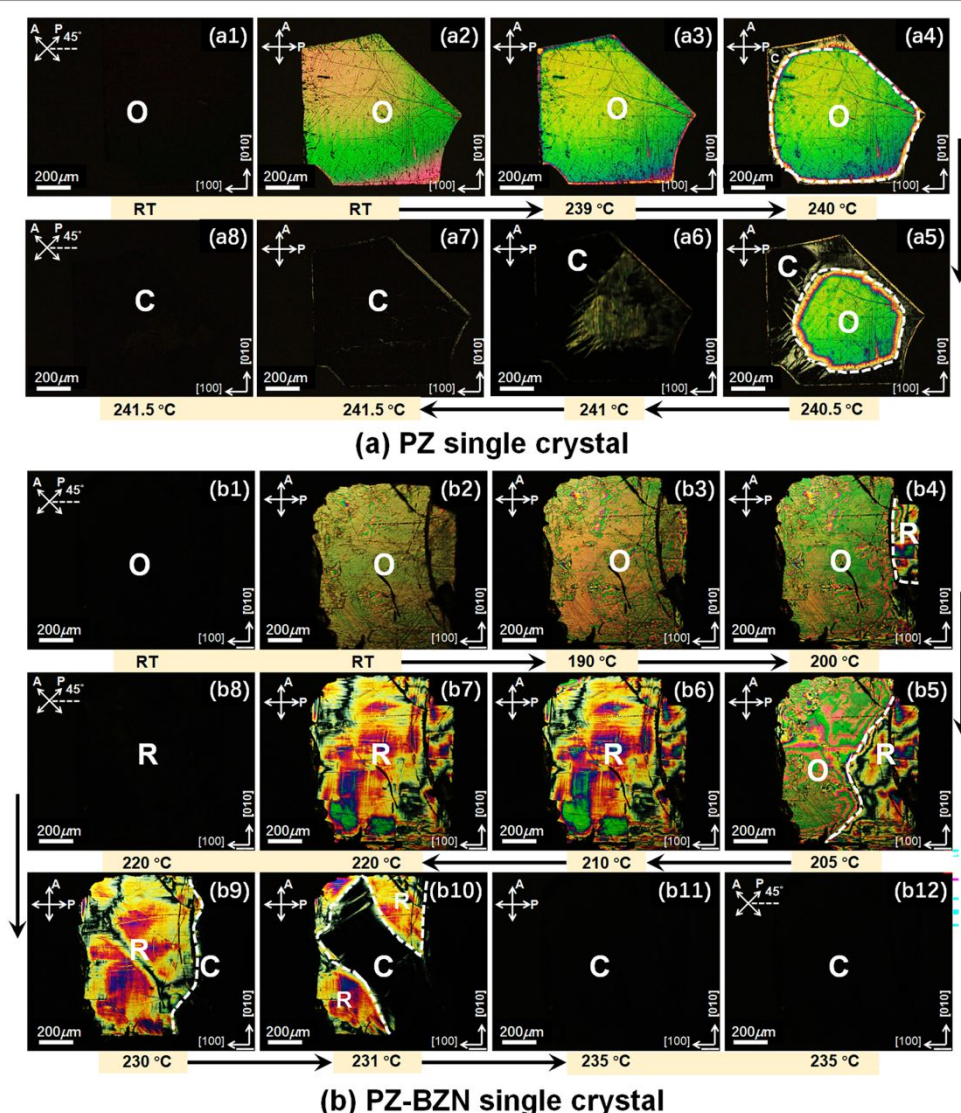 A P 45° (a1)
O
200μm [100] [010]
A P (a2)
O
200μm [100] [010]
A P (a3)
O
200μm [100] [010]
A P (a4)
C
O
200μm [100] [010]
RT RT 239 °C 240 °C
A P 45° (a8)
C
200μm [100] [010]
A P (a7)
C
200μm [100] [010]
A P (a6)
C
200μm [100] [010]
A P (a5)
C
O
200μm [100] [010]
241.5 °C 241.5 °C 241 °C 240.5 °C
(a) PZ single crystal
A P 45° (b1)
O
200μm [100] [010]
A P (b2)
O
200μm [100] [010]
A P (b3)
O
200μm [100] [010]
A P (b4)
R
O
200μm [100] [010]
RT RT 190 °C 200 °C
A P 45° (b8)
R
200μm [100] [010]
A P (b7)
R
200μm [100] [010]
A P (b6)
R
200μm [100] [010]
A P (b5)
R
O
200μm [100] [010]
220 °C 220 °C 210 °C 205 °C
A P (b9)
R
C
200μm [100] [010]
A P (b10)
R
C
R
200μm [100] [010]
A P (b11)
C
200μm [100] [010]
A P 45° (b12)
C
200μm [100] [010]
230 °C 231 °C 235 °C 235 °C
(b) PZ-BZN single crystal